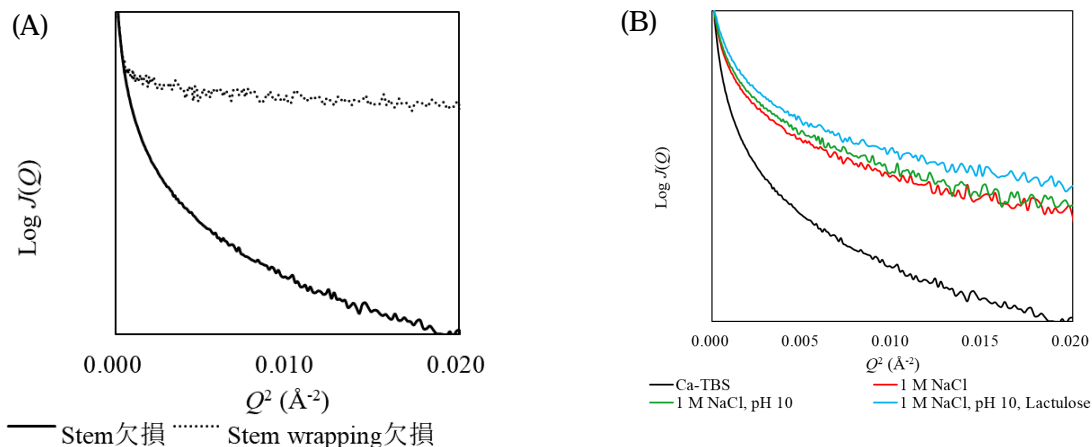 (A)
Log J(Q)
0.000 0.010 0.020
Q² (Å⁻²)
Stem欠損 Stem wrapping欠損
(B)
Log J(Q)
0.000 0.005 0.010 0.015 0.020
Q² (Å⁻²)
Ca-TBS 1 M NaCl
1 M NaCl, pH 10 1 M NaCl, pH 10, Lactulose